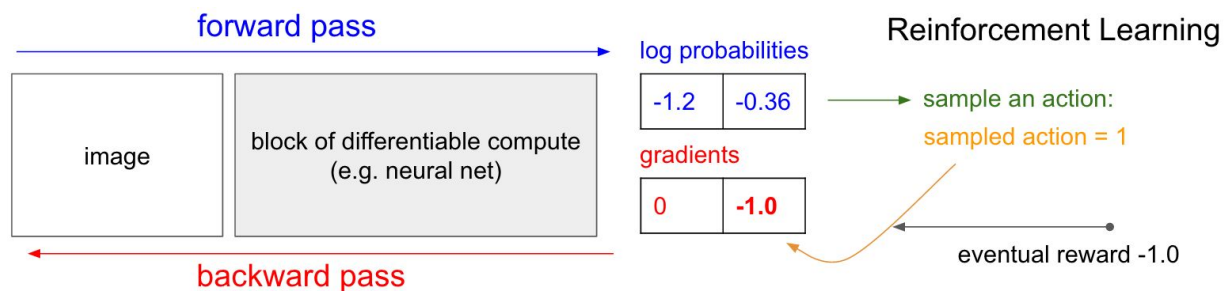 forward pass
Reinforcement Learning
log probabilities
-1.2 -0.36
sample an action:
sampled action = 1
image
block of differentiable compute
(e.g. neural net)
gradients
0 -1.0
eventual reward -1.0
backward pass